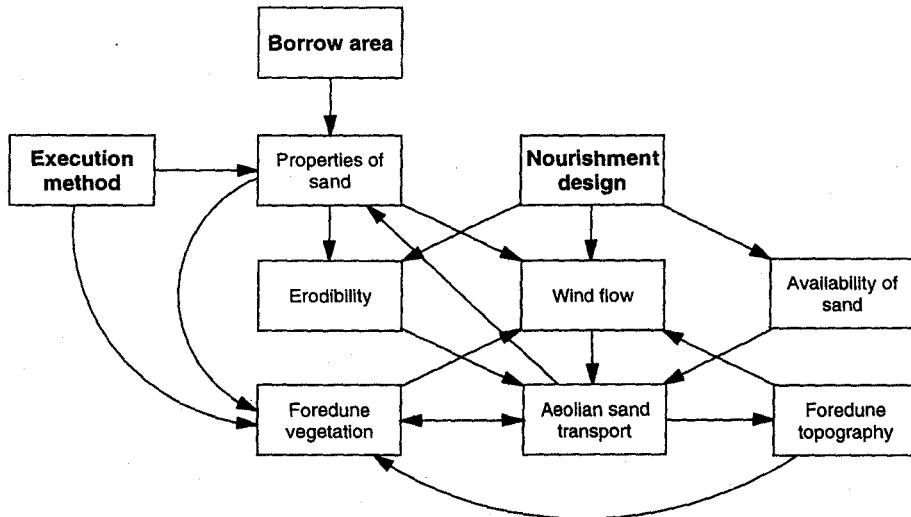 Borrow area
Execution
method
Properties of
sand
Nourishment
design
Erodibility
Wind flow
Availability of
sand
Foredune
vegetation
Aeolian sand
transport
Foredune
topography